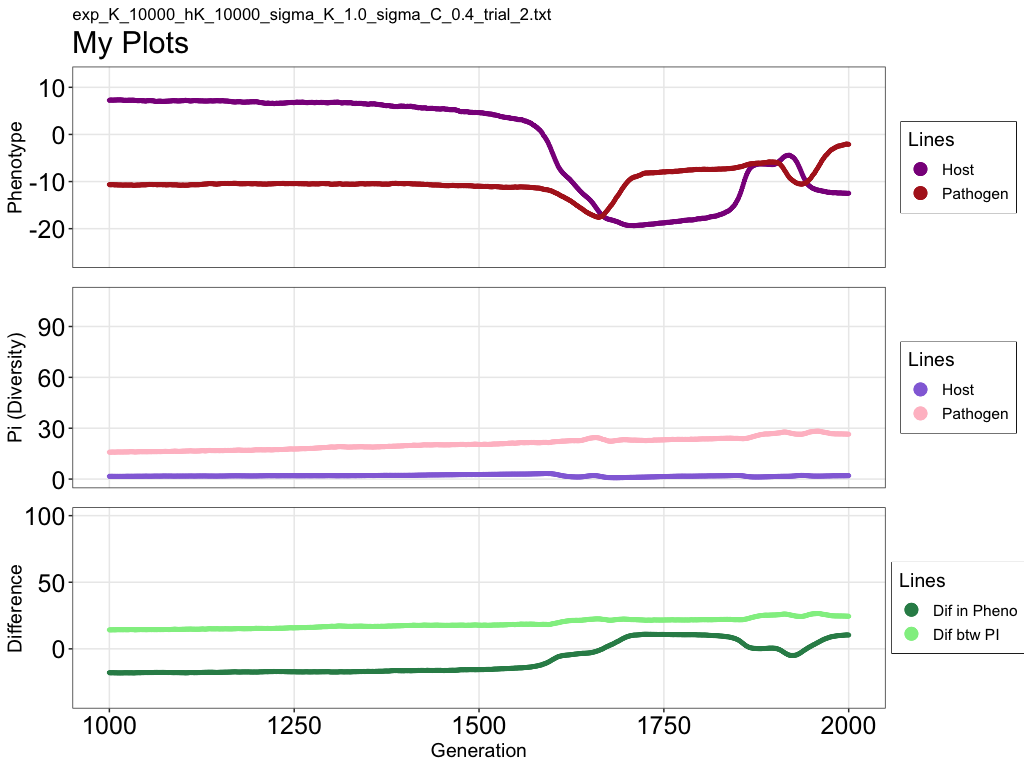 exp_K_10000_hK_10000_sigma_K_1.0_sigma_C_0.4_trial_2.txt
My Plots
Phenotype
10
0
-10
-20
Lines
Host
Pathogen
Pi (Diversity)
90
60
30
0
Lines
Host
Pathogen
Difference
100
50
0
Lines
Dif in Pheno
Dif btw PI
1000 1250 1500 1750 2000
Generation